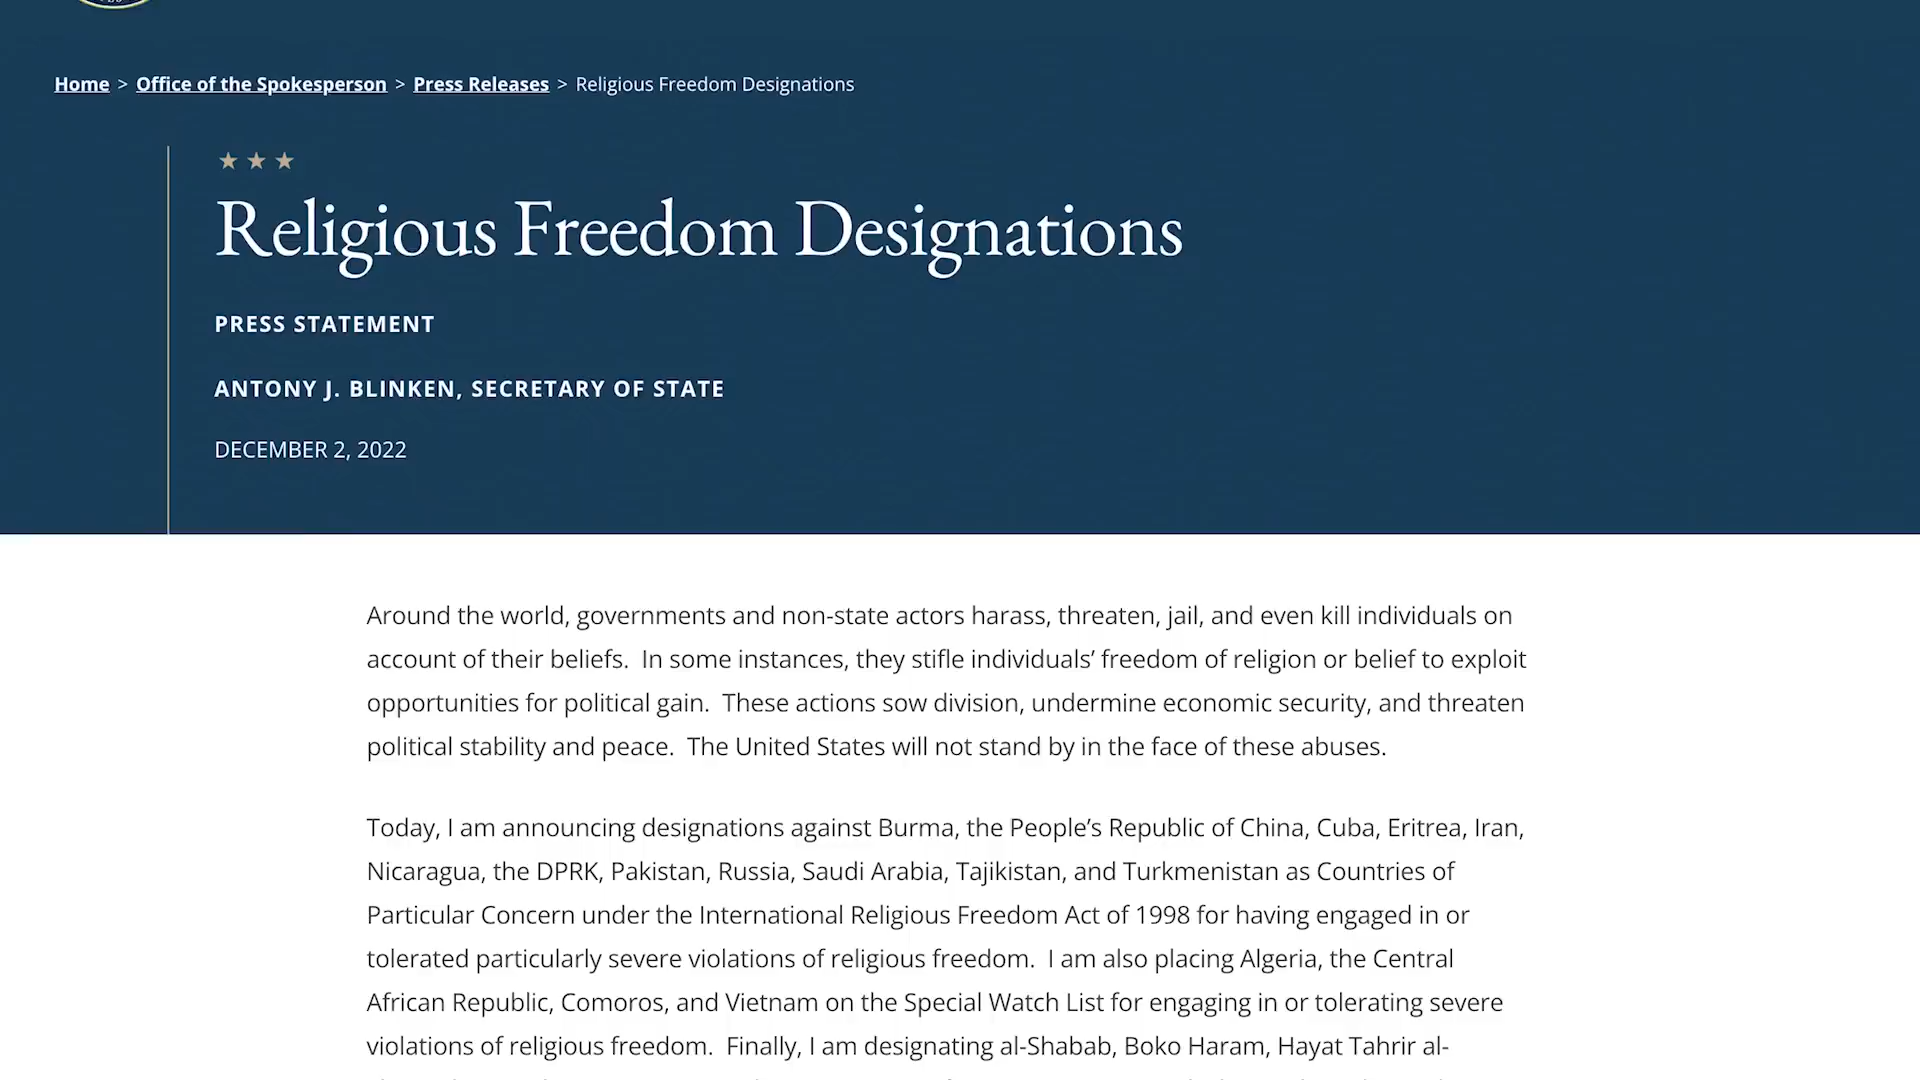 Home > Office of the Spokesperson > Press Releases > Religious Freedom Designations
Religious Freedom Designations
PRESS STATEMENT
ANTONY J. BLINKEN, SECRETARY OF STATE
DECEMBER 2, 2022
Around the world, governments and non-state actors harass, threaten, jail, and even kill individuals on
account of their beliefs.  In some instances, they stifle individuals’ freedom of religion or belief to exploit
opportunities for political gain.  These actions sow division, undermine economic security, and threaten
political stability and peace.  The United States will not stand by in the face of these abuses.
Today, I am announcing designations against Burma, the People’s Republic of China, Cuba, Eritrea, Iran,
Nicaragua, the DPRK, Pakistan, Russia, Saudi Arabia, Tajikistan, and Turkmenistan as Countries of
Particular Concern under the International Religious Freedom Act of 1998 for having engaged in or
tolerated particularly severe violations of religious freedom.  I am also placing Algeria, the Central
African Republic, Comoros, and Vietnam on the Special Watch List for engaging in or tolerating severe
violations of religious freedom.  Finally, I am designating al-Shabab, Boko Haram, Hayat Tahrir al-